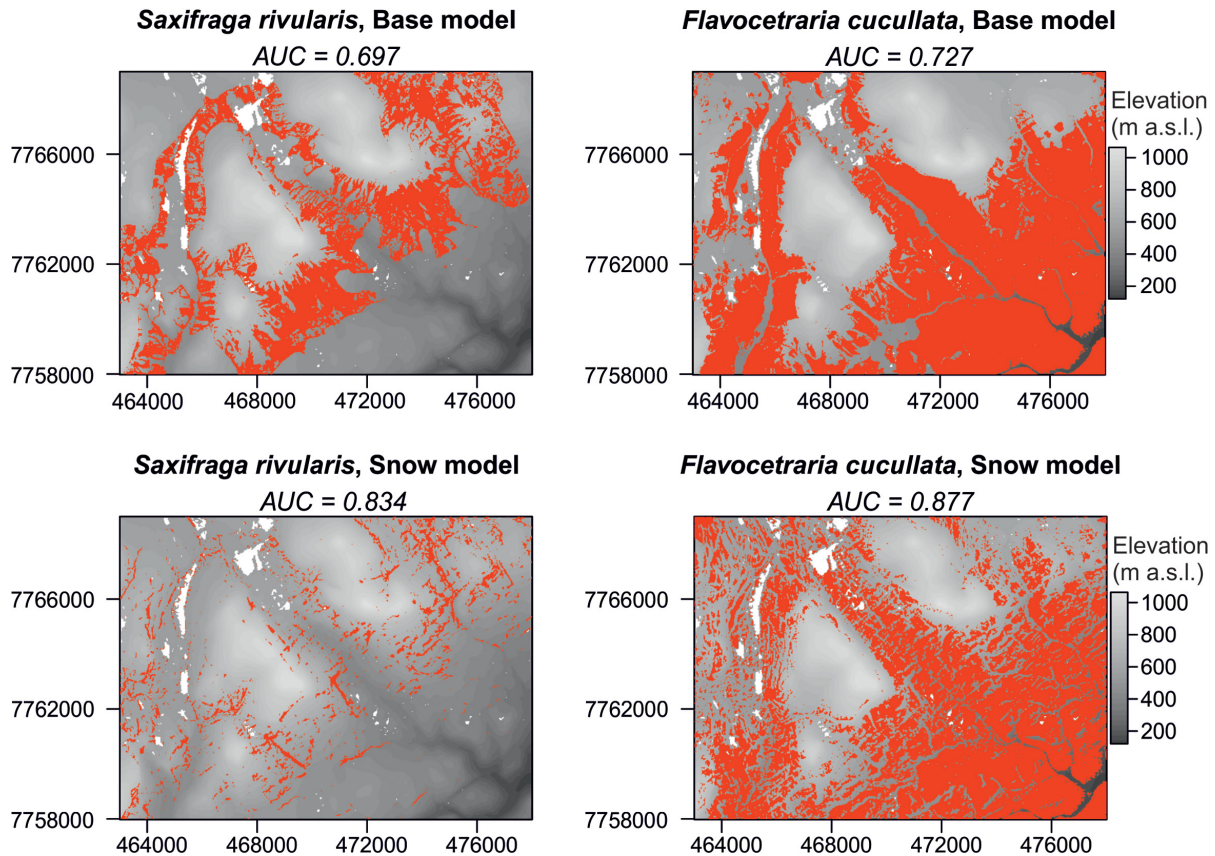 Saxifraga rivularis, Base model
AUC = 0.697
Flavocetraria cucullata, Base model
AUC = 0.727
7766000
7762000
7758000
464000 468000 472000 476000
7766000
7762000
7758000
464000 468000 472000 476000
Elevation
(m a.s.l.)
1000
800
600
400
200
Saxifraga rivularis, Snow model
AUC = 0.834
Flavocetraria cucullata, Snow model
AUC = 0.877
7766000
7762000
7758000
464000 468000 472000 476000
7766000
7762000
7758000
464000 468000 472000 476000
Elevation
(m a.s.l.)
1000
800
600
400
200